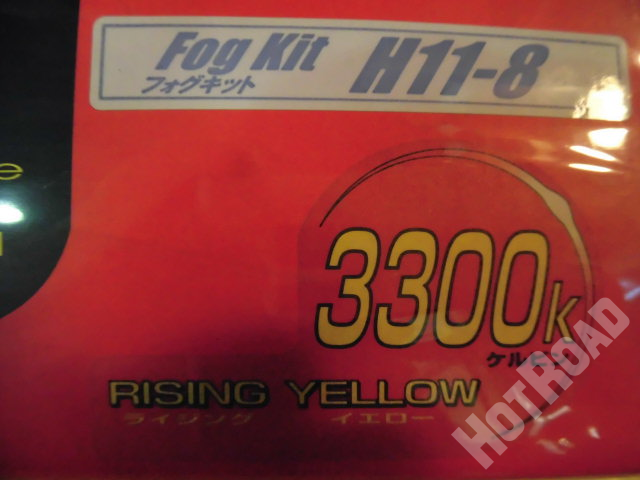 Fog Kit H11-8
フォグキット
e
3300k
ケルビン
RISING YELLOW
ライジング イエロー
HOTROAD